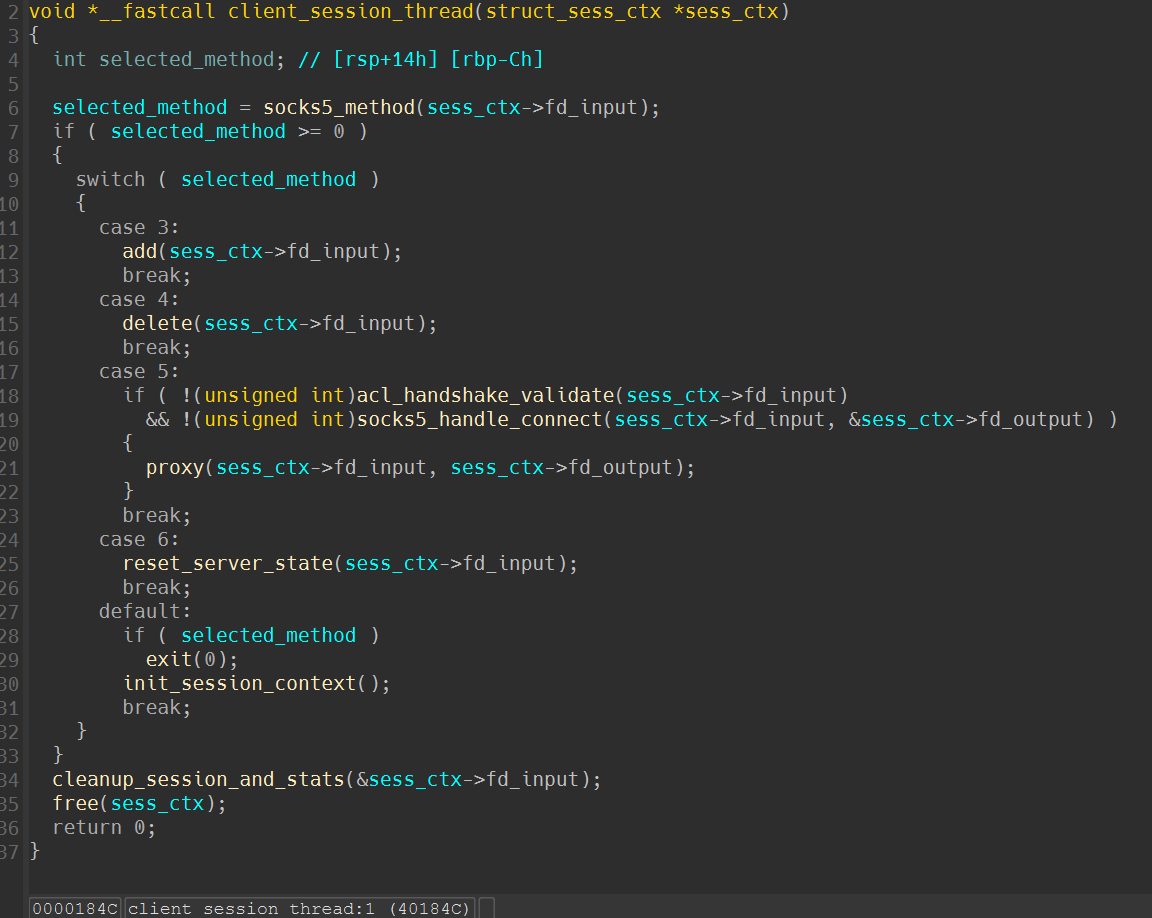 2 void *__fastcall client_session_thread(struct_sess_ctx *sess_ctx)
3 {
4   int selected_method; // [rsp+14h] [rbp-Ch]
5
6   selected_method = socks5_method(sess_ctx->fd_input);
7   if ( selected_method >= 0 )
8   {
9     switch ( selected_method )
10     {
11       case 3:
12         add(sess_ctx->fd_input);
13         break;
14       case 4:
15         delete(sess_ctx->fd_input);
16         break;
17       case 5:
18         if ( !(unsigned int)acl_handshake_validate(sess_ctx->fd_input)
19           && !(unsigned int)socks5_handle_connect(sess_ctx->fd_input, &sess_ctx->fd_output) )
20         {
21           proxy(sess_ctx->fd_input, sess_ctx->fd_output);
22         }
23         break;
24       case 6:
25         reset_server_state(sess_ctx->fd_input);
26         break;
27       default:
28         if ( selected_method )
29           exit(0);
30         init_session_context();
31         break;
32     }
33   }
34   cleanup_session_and_stats(&sess_ctx->fd_input);
35   free(sess_ctx);
36   return 0;
37 }
0000184C client_session_thread:1 (40184C)